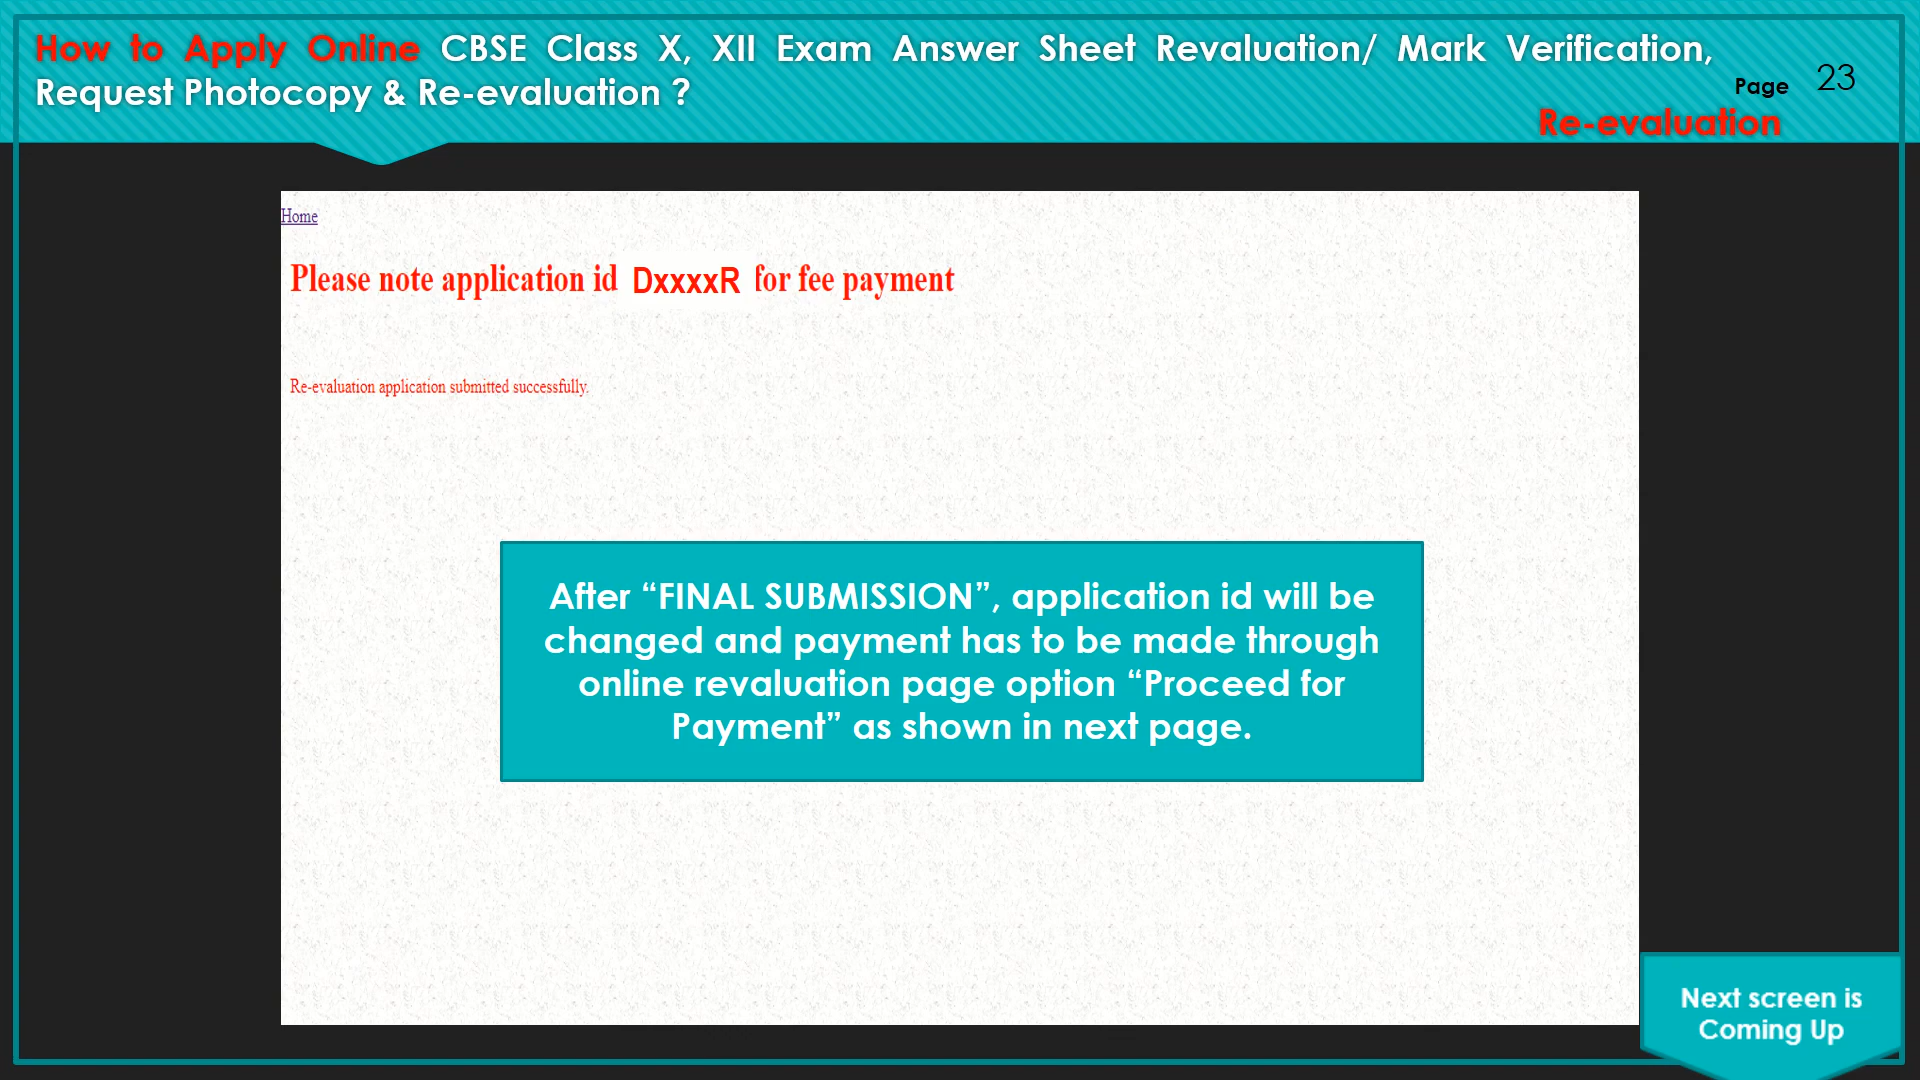 How to Apply Online CBSE Class X, XII Exam Answer Sheet Revaluation/ Mark Verification,
Request Photocopy & Re-evaluation ?
Page 23
Re-evaluation
Home
Please note application id DxxxxR for fee payment
Re-evaluation application submitted successfully.
After “FINAL SUBMISSION”, application id will be
changed and payment has to be made through
online revaluation page option “Proceed for
Payment” as shown in next page.
Next screen is
Coming Up